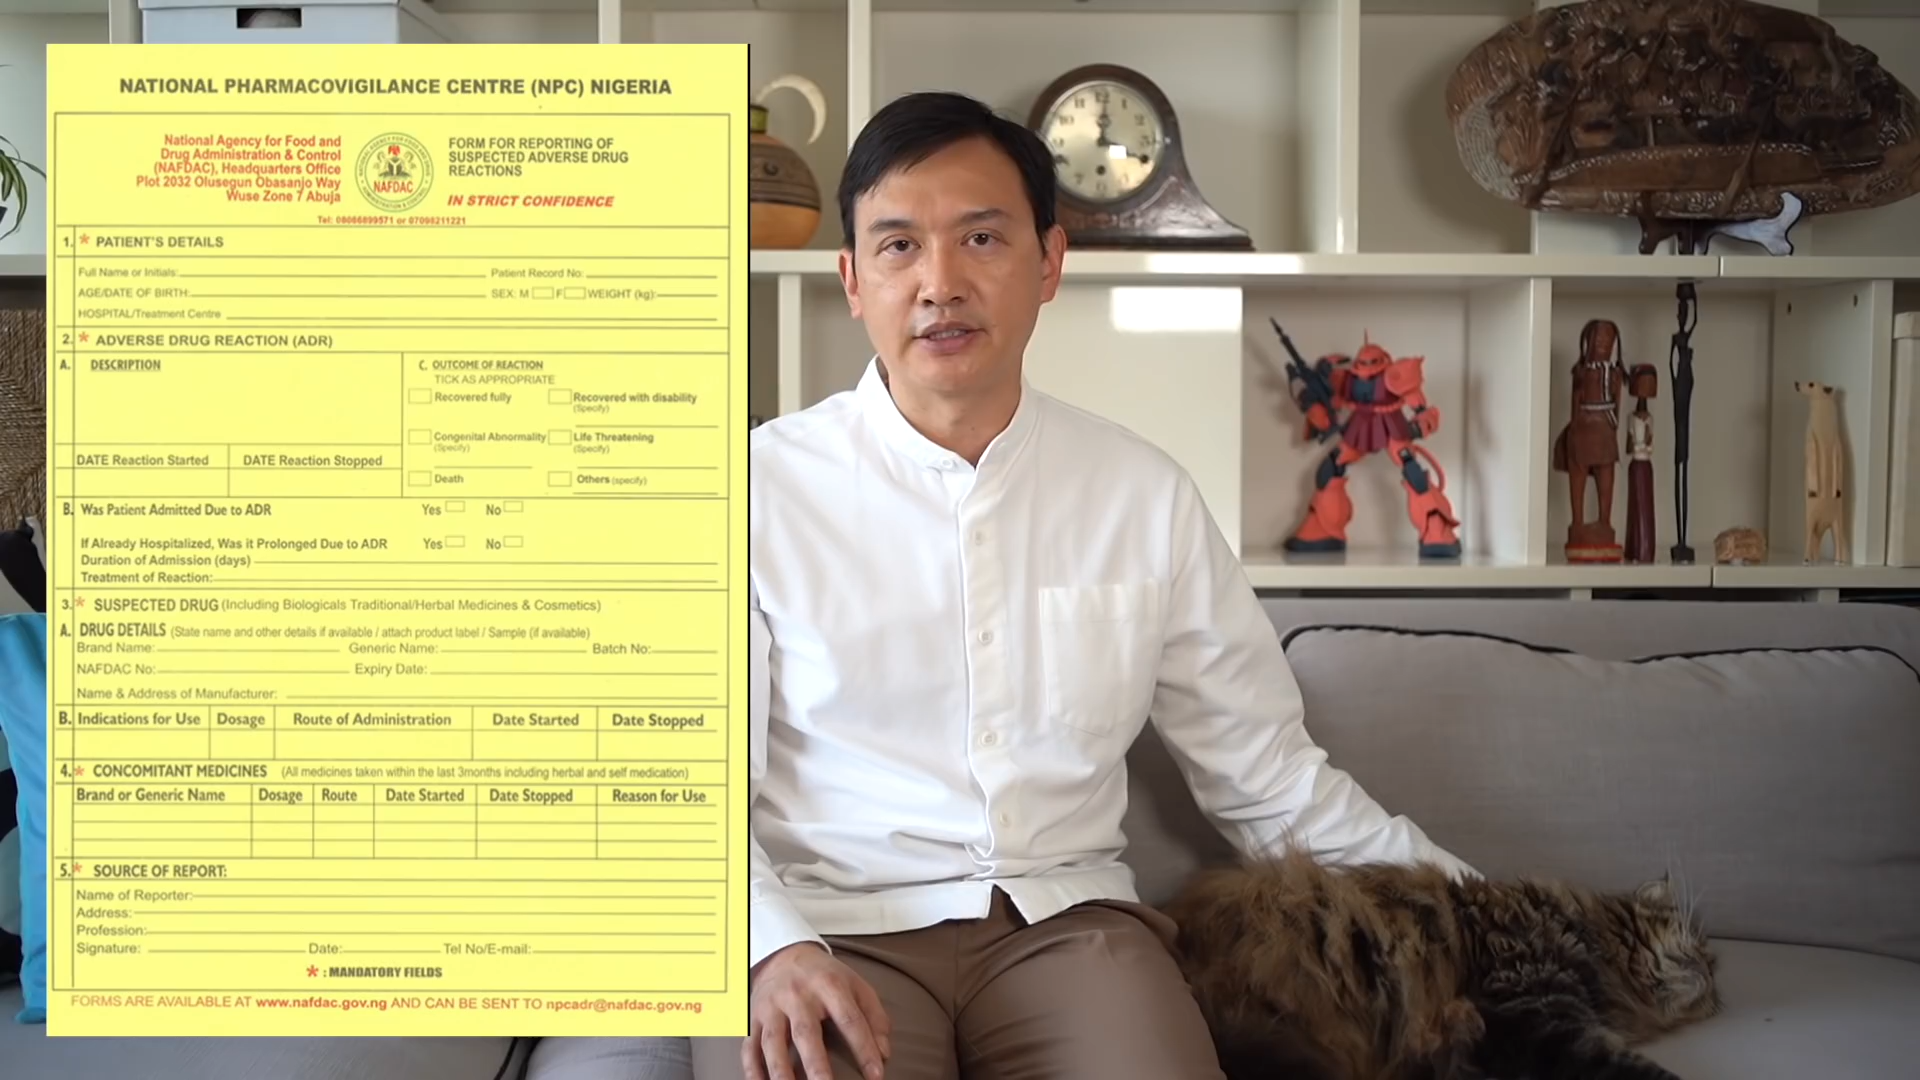 NATIONAL PHARMACOVIGILANCE CENTRE (NPC) NIGERIA
National Agency for Food and
Drug Administration & Control
(NAFDAC), Headquarters Office
Plot 2032 Olusegun Obasanjo Way
Wuse Zone 7 Abuja
NAFDAC
FORM FOR REPORTING OF
SUSPECTED ADVERSE DRUG
REACTIONS
IN STRICT CONFIDENCE
Tel: 08086899571 or 07098211221
1. * PATIENT'S DETAILS
Full Name or Initials: Patient Record No:
AGE/DATE OF BIRTH: SEX: M F WEIGHT (kg):
HOSPITAL/Treatment Centre
2. * ADVERSE DRUG REACTION (ADR)
A. DESCRIPTION
DATE Reaction Started DATE Reaction Stopped
C. OUTCOME OF REACTION
TICK AS APPROPRIATE
Recovered fully Recovered with disability
(Specify)
Congenital Abnormality Life Threatening
(Specify) (Specify)
Death Others (specify)
B. Was Patient Admitted Due to ADR Yes No
If Already Hospitalized, Was it Prolonged Due to ADR Yes No
Duration of Admission (days)
Treatment of Reaction:
3. * SUSPECTED DRUG (Including Biologicals Traditional/Herbal Medicines & Cosmetics)
A. DRUG DETAILS (State name and other details if available / attach product label / Sample (if available)
Brand Name: Generic Name: Batch No:
NAFDAC No: Expiry Date:
Name & Address of Manufacturer:
B. Indications for Use Dosage Route of Administration Date Started Date Stopped
4. * CONCOMITANT MEDICINES (All medicines taken within the last 3months including herbal and self medication)
Brand or Generic Name Dosage Route Date Started Date Stopped Reason for Use
5. * SOURCE OF REPORT:
Name of Reporter:
Address:
Profession:
Signature: Date: Tel No/E-mail:
* : MANDATORY FIELDS
FORMS ARE AVAILABLE AT www.nafdac.gov.ng AND CAN BE SENT TO npcadr@nafdac.gov.ng